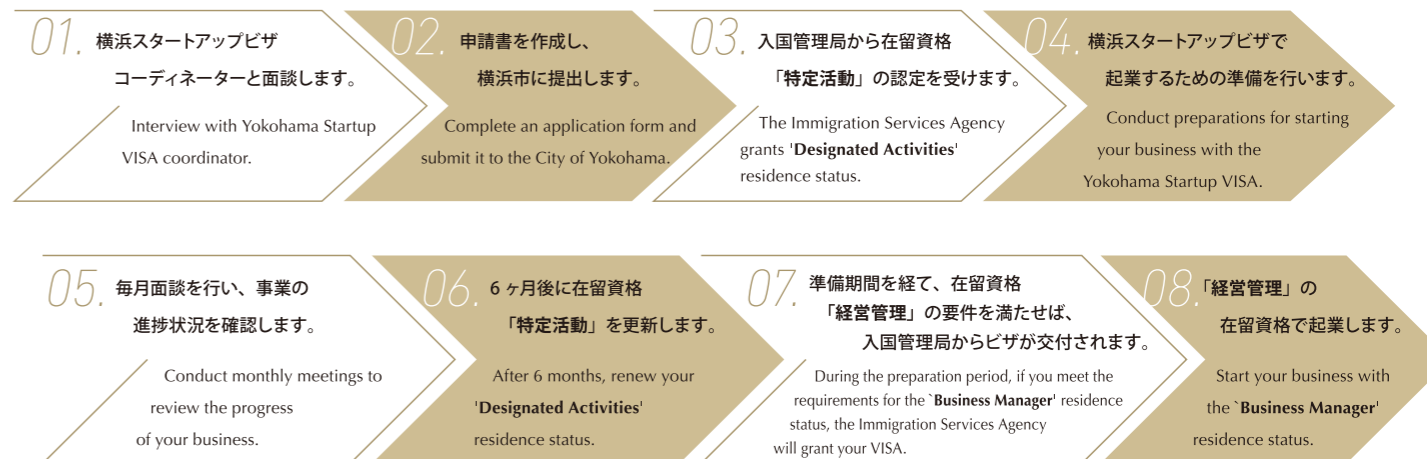 01. 横浜スタートアップビザ
コーディネーターと面談します。
Interview with Yokohama Startup
VISA coordinator.
02. 申請書を作成し、
横浜市に提出します。
Complete an application form and
submit it to the City of Yokohama.
03. 入国管理局から在留資格
「特定活動」の認定を受けます。
The Immigration Services Agency
grants 'Designated Activities'
residence status.
04. 横浜スタートアップビザで
起業するための準備を行います。
Conduct preparations for starting
your business with the
Yokohama Startup VISA.
05. 毎月面談を行い、事業の
進捗状況を確認します。
Conduct monthly meetings to
review the progress
of your business.
06. 6 ヶ月後に在留資格
「特定活動」を更新します。
After 6 months, renew your
'Designated Activities'
residence status.
07. 準備期間を経て、在留資格
「経営管理」の要件を満たせば、
入国管理局からビザが交付されます。
During the preparation period, if you meet the
requirements for the `Business Manager' residence
status, the Immigration Services Agency
will grant your VISA.
08. 「経営管理」の
在留資格で起業します。
Start your business with
the `Business Manager'
residence status.